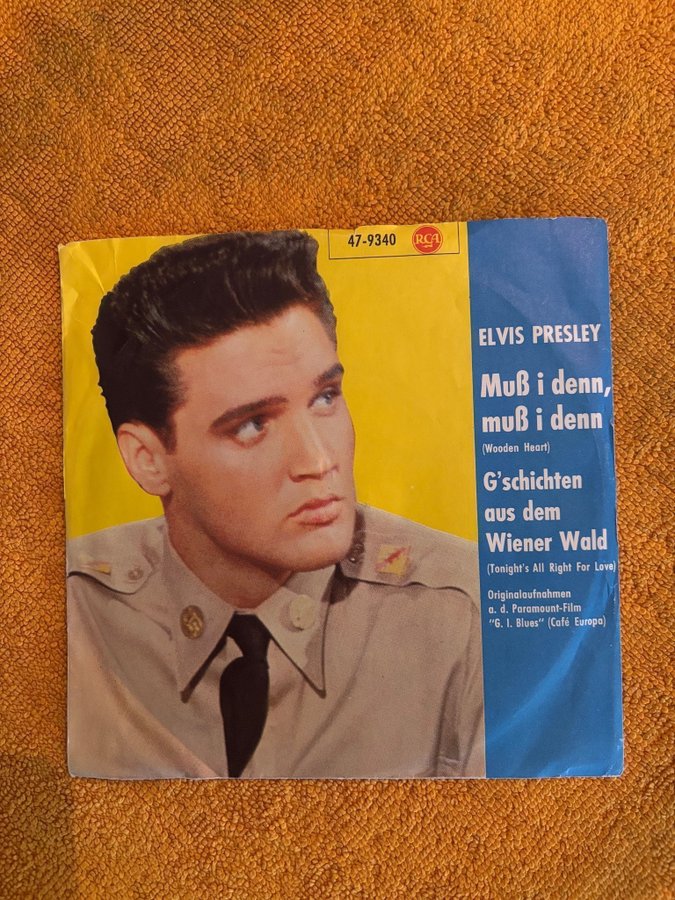 47-9340 RCA
ELVIS PRESLEY
Muß i denn,
muß i denn
(Wooden Heart)
G'schichten
aus dem
Wiener Wald
(Tonight's All Right For Love)
Originalaufnahmen
a. d. Paramount-Film
"G. I. Blues" (Café Europa)